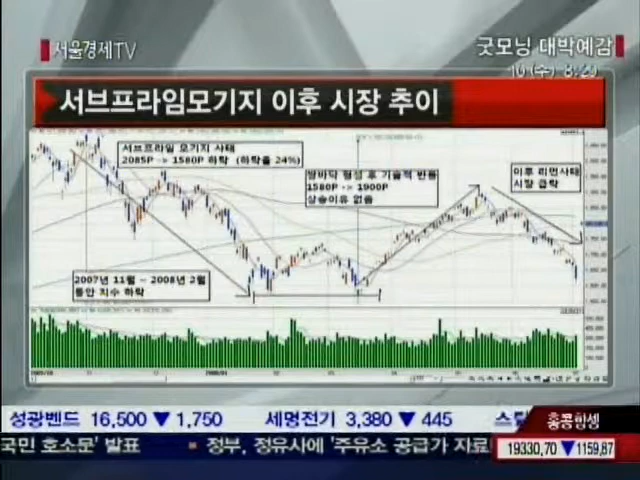 서울경제TV
굿모닝 대박예감
서브프라임모기지 이후 시장 추이
서브프라임 모기지 사태
2085P -> 1580P 하락 (하락률 24%)
쌍바닥 형성 후 기술적 반등
1580P -> 1900P
상승이유 없음
이후 리먼사태
시장 급락
2007년 11월 - 2008년 2월
동안 지수 하락
성광벤드 16,500 ▼ 1,750 세명전기 3,380 ▼ 445
홍콩항셍
국민 호소문' 발표 정부, 정유사에 '주유소 공급가 자료
19330,70 ▼1159,87